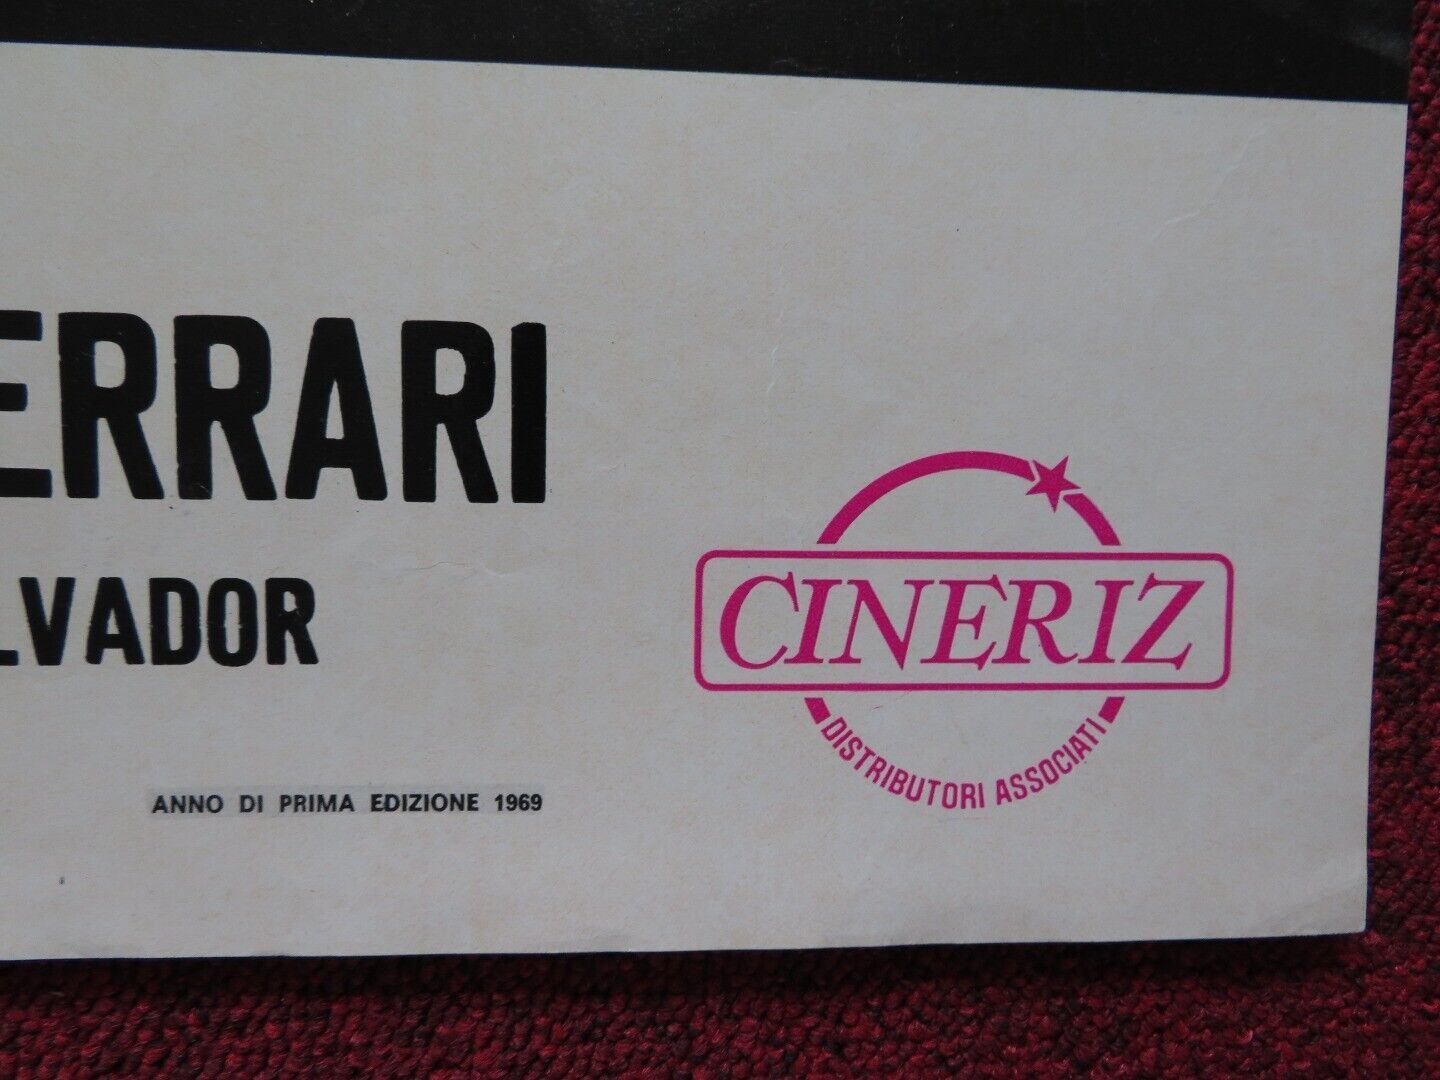 ERRARI
LVADOR
CINERIZ
DISTRIBUTORI ASSOCIATI
ANNO DI PRIMA EDIZIONE 1969